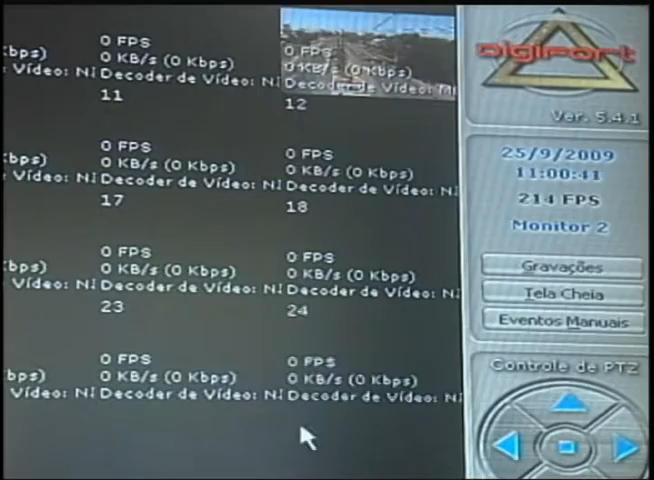 0 FPS
0 KB/s (0 Kbps)
Decoder de Vídeo: N
11
0 FPS
0 KB/s (0 Kbps)
Decoder de Vídeo: M
12
bps)
Vídeo: N
0 FPS
0 KB/s (0 Kbps)
Decoder de Vídeo: N
17
0 FPS
0 KB/s (0 Kbps)
Decoder de Vídeo: N
18
bps)
Vídeo: N
0 FPS
0 KB/s (0 Kbps)
Decoder de Vídeo: N
23
0 FPS
0 KB/s (0 Kbps)
Decoder de Vídeo: N
24
bps)
Vídeo: N
0 FPS
0 KB/s (0 Kbps)
Decoder de Vídeo: N
0 FPS
0 KB/s (0 Kbps)
Decoder de Vídeo: N
DIGIFORT
Ver. 5.4.1
25/9/2009
11:00:41
214 FPS
Monitor 2
Gravações
Tela Cheia
Eventos Manuais
Controle de PTZ